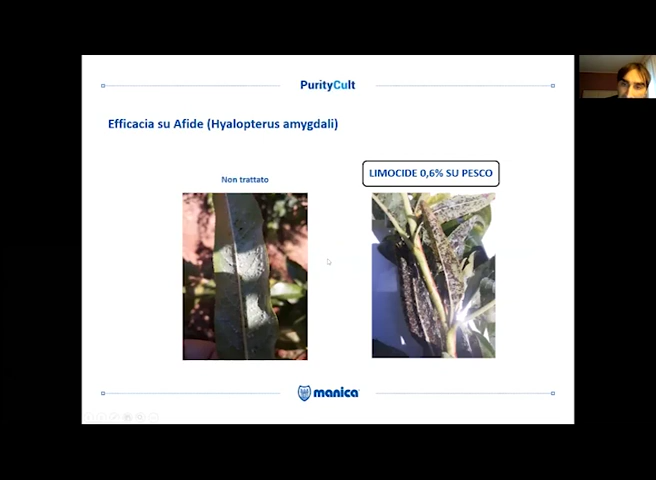 PurityCult
Efficacia su Afide (Hyalopterus amygdali)
Non trattato
LIMOCIDE 0,6% SU PESCO
manica